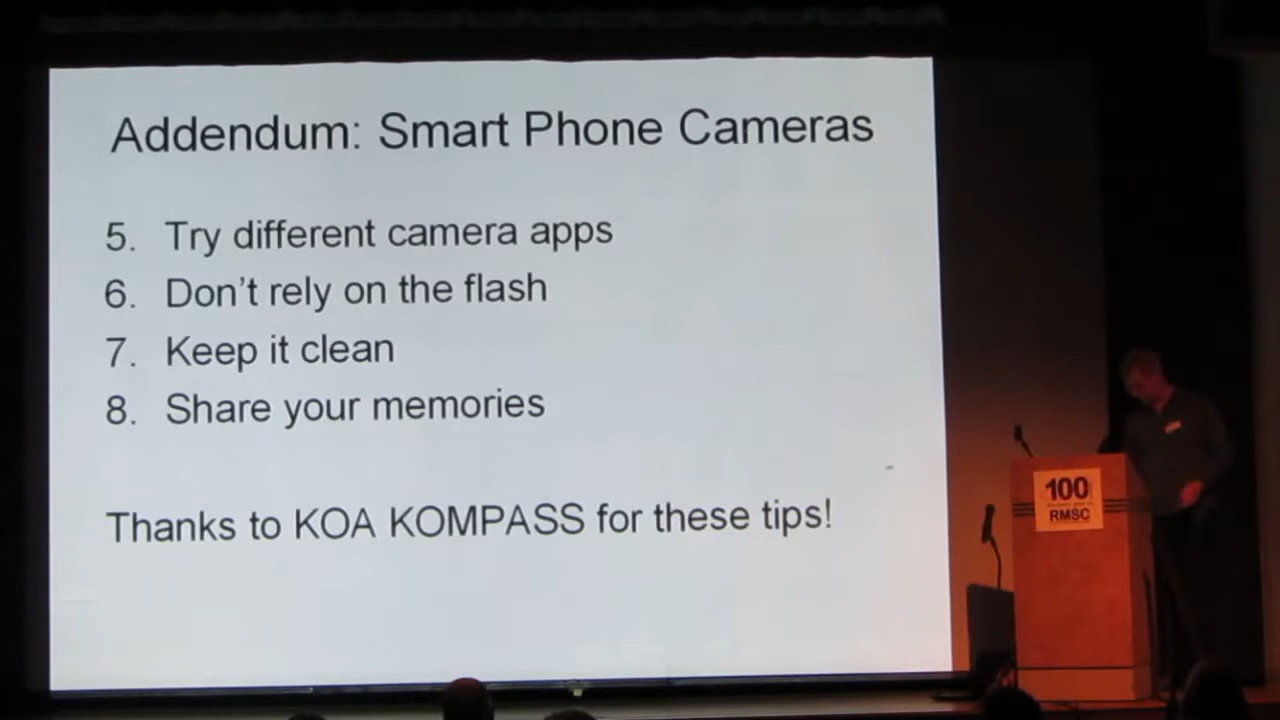 Addendum: Smart Phone Cameras
5. Try different camera apps
6. Don't rely on the flash
7. Keep it clean
8. Share your memories
Thanks to KOA KOMPASS for these tips!
100
RMSC